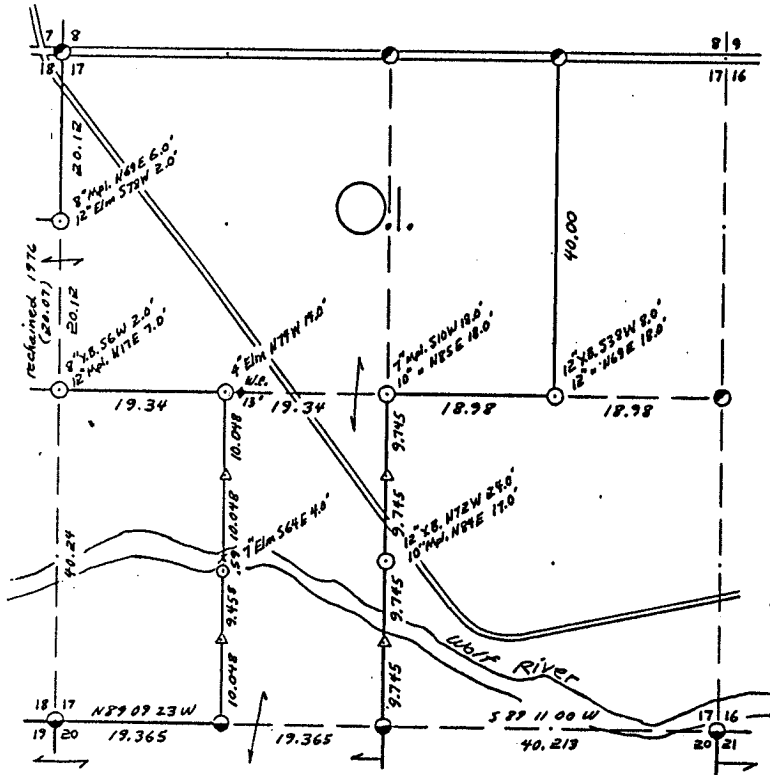 7 8
18 17
8 9
17 16
20.12
8" Mpl. N69E 6.0'
12" Elm S78W 2.0'
40.00
rechained 1976
(20.07)
20.12
8" Y.B. S6W 2.0'
12" Mpl. N17E 7.0'
4" Elm N79W 19.0'
W.C.
13'
7" Mpl. S10W 18.0'
10" " N85E 18.0'
12" Y.B. S38W 8.0'
12" " N69E 18.0'
19.34
19.34
18.98
18.98
10.048
9.745
10.048
9.745
7" Elm S64E 4.0'
12" Y.B. N72W 24.0'
10" Mpl. N84E 17.0'
.59
40.24
9.458
9.745
Wolf River
10.048
9.745
18 17
19 20
N89 09 23 W
S 89 11 00 W
17 16
20 21
19.365
19.365
40.213